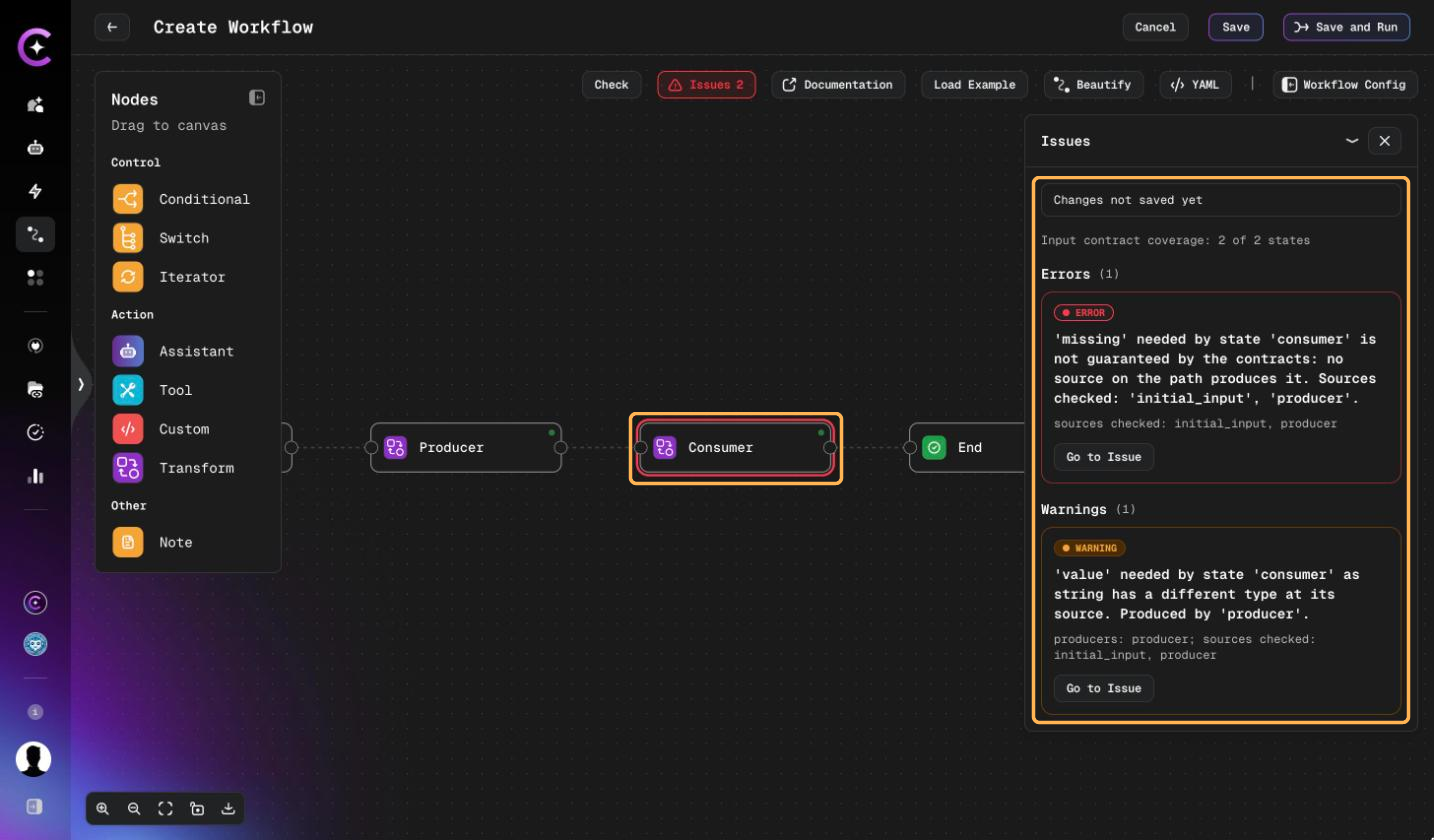 Create Workflow
Cancel
Save
Save and Run
Check
Issues 2
Documentation
Load Example
Beautify
YAML
Workflow Config
Nodes
Drag to canvas
Control
Conditional
Switch
Iterator
Action
Assistant
Tool
Custom
Transform
Other
Note
Producer
Consumer
End
Issues
Changes not saved yet
Input contract coverage: 2 of 2 states
Errors (1)
ERROR
'missing' needed by state 'consumer' is
not guaranteed by the contracts: no
source on the path produces it. Sources
checked: 'initial_input', 'producer'.
sources checked: initial_input, producer
Go to Issue
Warnings (1)
WARNING
'value' needed by state 'consumer' as
string has a different type at its
source. Produced by 'producer'.
producers: producer; sources checked:
initial_input, producer
Go to Issue